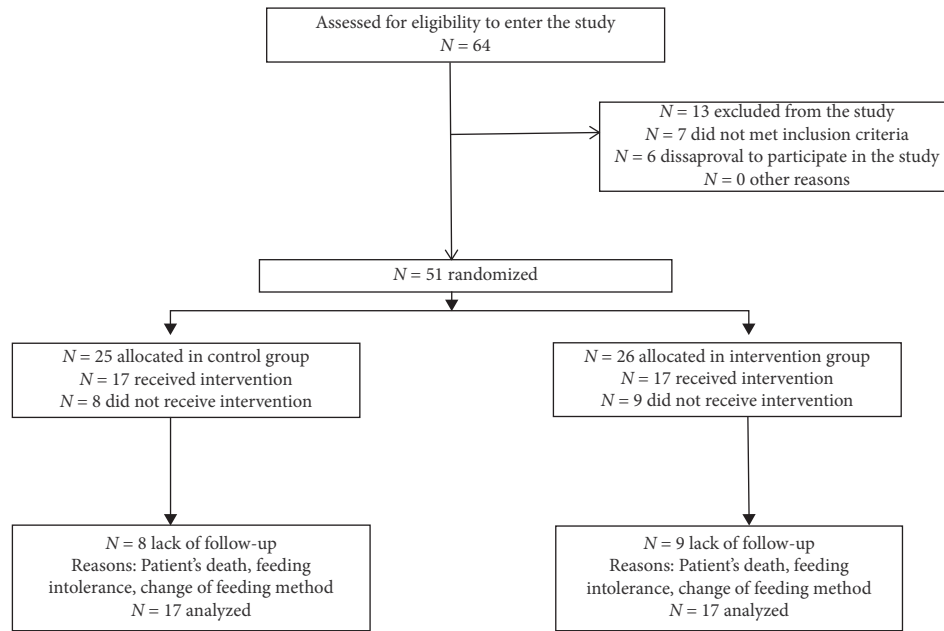 Assessed for eligibility to enter the study
N = 64
N = 13 excluded from the study
N = 7 did not met inclusion criteria
N = 6 dissaproval to participate in the study
N = 0 other reasons
N = 51 randomized
N = 25 allocated in control group
N = 17 received intervention
N = 8 did not receive intervention
N = 26 allocated in intervention group
N = 17 received intervention
N = 9 did not receive intervention
N = 8 lack of follow-up
Reasons: Patient's death, feeding
intolerance, change of feeding method
N = 17 analyzed
N = 9 lack of follow-up
Reasons: Patient's death, feeding
intolerance, change of feeding method
N = 17 analyzed